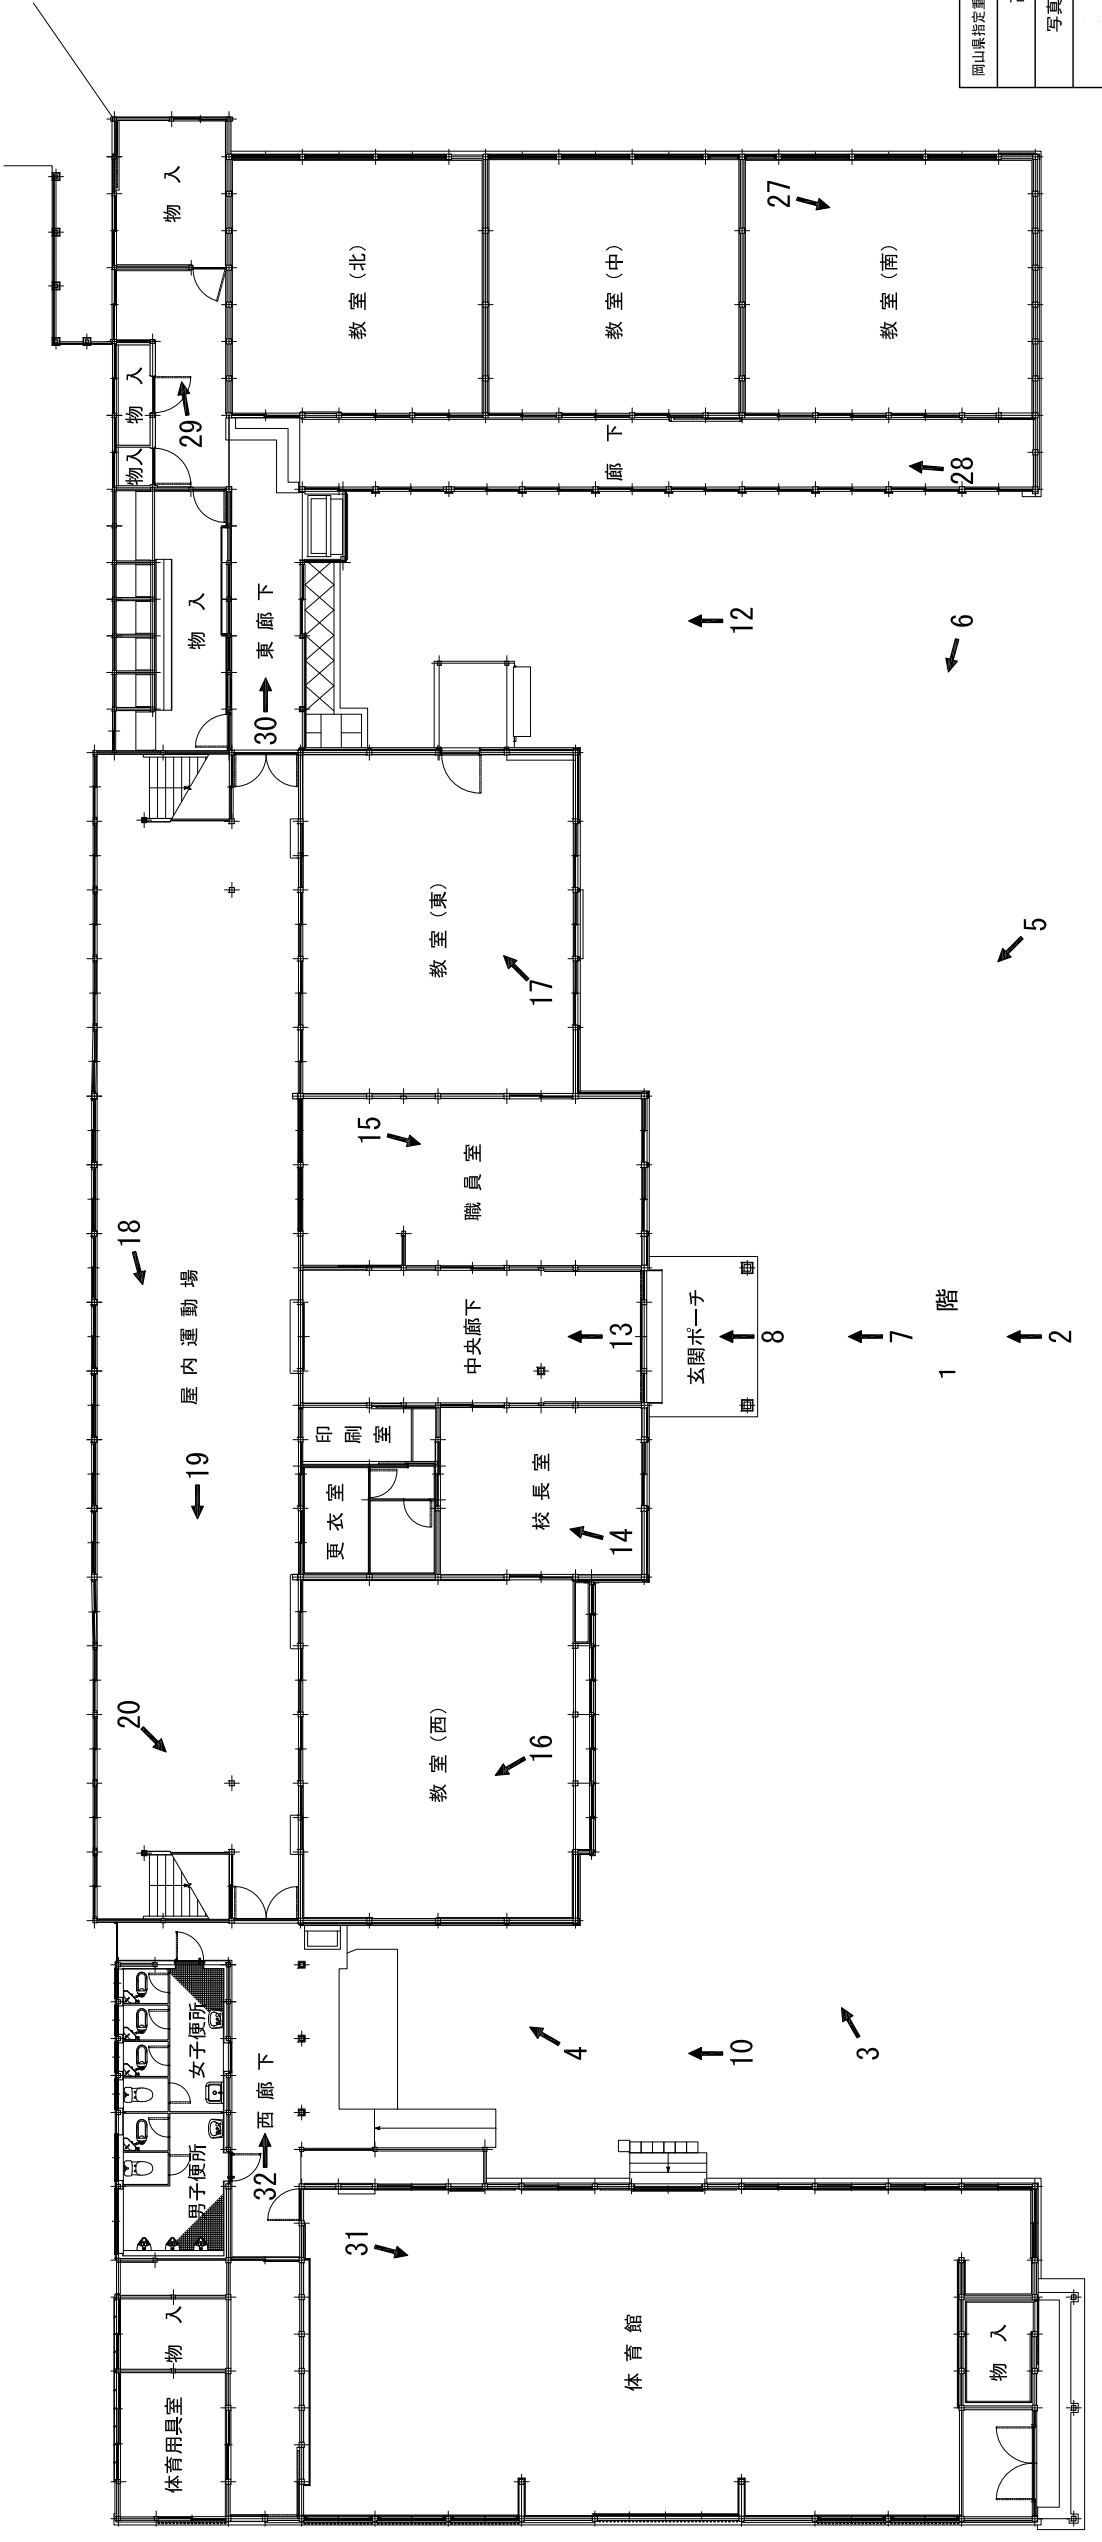 20
18
物入
物入
体育用具室
物入
男子便所
女子便所
19
屋内運動場
物入
29
物入
32
西廊下
30
東廊下
31
更衣室
印刷室
15
教室（北）
教室（西）
中央廊下
職員室
教室（東）
16
校長室
17
4
体育館
14
13
廊下
教室（中）
玄関ポーチ
10
8
12
27
3
7
教室（南）
1階
6
28
物入
2
5
岡山県指定重
写真